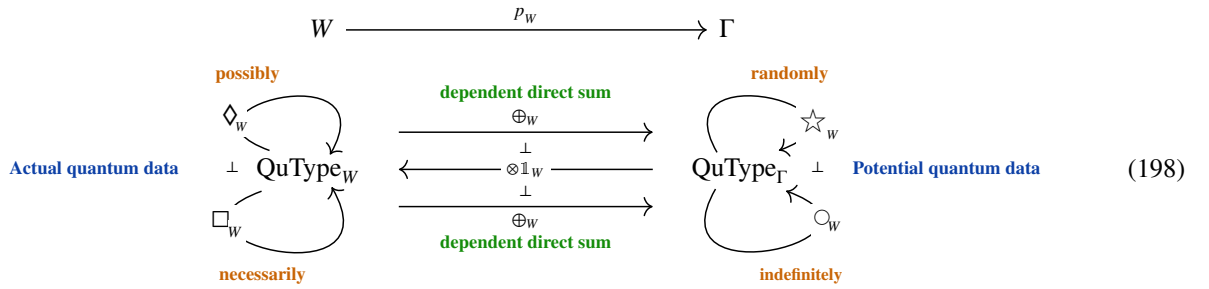 W p_W Γ
possibly randomly
dependent direct sum
◇_W ⊕_W ☆_W
⊥
Actual quantum data ⊥ QuType_W ⊗𝟙_W QuType_Γ ⊥ Potential quantum data (198)
⊥
□_W ⊕_W ○_W
dependent direct sum
necessarily indefinitely